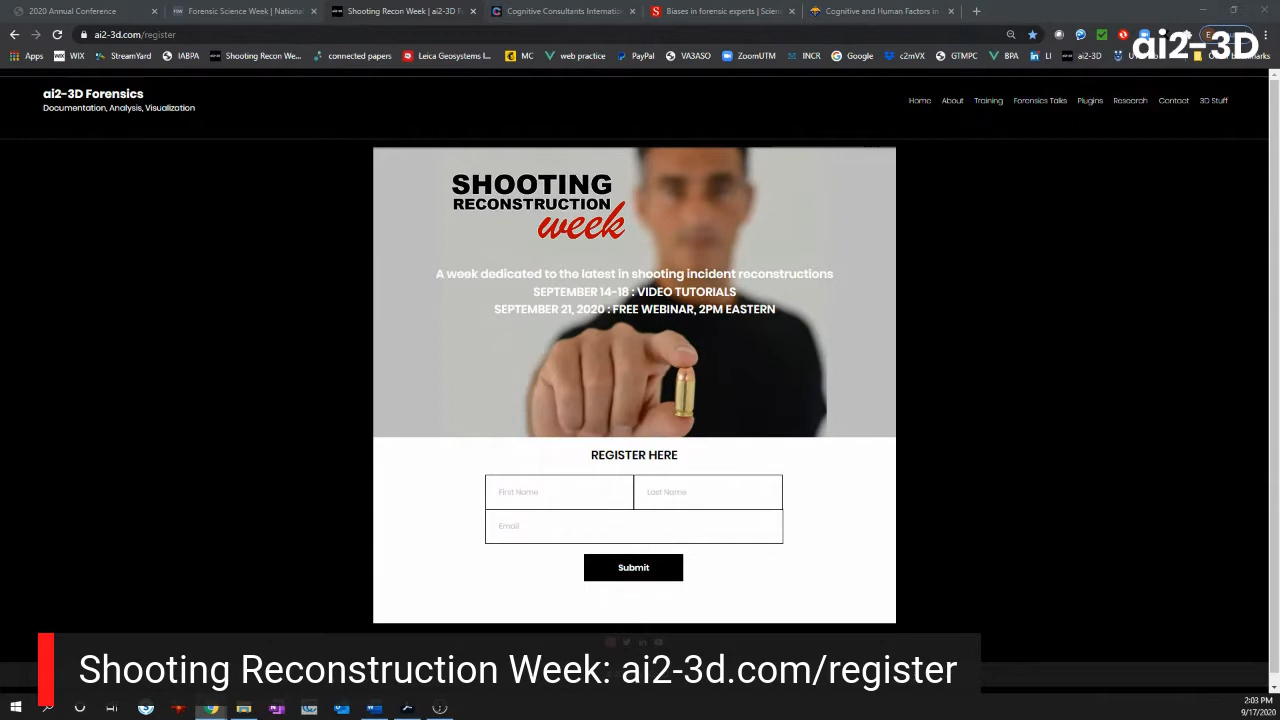 2020 Annual Conference
Forensic Science Week | National
Shooting Recon Week | ai2-3D F
Cognitive Consultants Internatio
Biases in forensic experts | Scien
Cognitive and Human Factors in
ai2-3d.com/register
ai2-3D
Apps
WIX
StreamYard
IABPA
Shooting Recon We...
connected papers
Leica Geosystems I...
MC
web practice
PayPal
VA3ASO
ZoomUTM
INCR
Google
c2mVX
GTMPC
BPA
LI
ai2-3D
ai2-3D Forensics
Documentation, Analysis, Visualization
Home About Training Forensics Talks Plugins Research Contact 3D Stuff
SHOOTING
RECONSTRUCTION
week
A week dedicated to the latest in shooting incident reconstructions
SEPTEMBER 14-18 : VIDEO TUTORIALS
SEPTEMBER 21, 2020 : FREE WEBINAR, 2PM EASTERN
REGISTER HERE
First Name
Last Name
Email
Submit
Shooting Reconstruction Week: ai2-3d.com/register
2:03 PM
9/17/2020